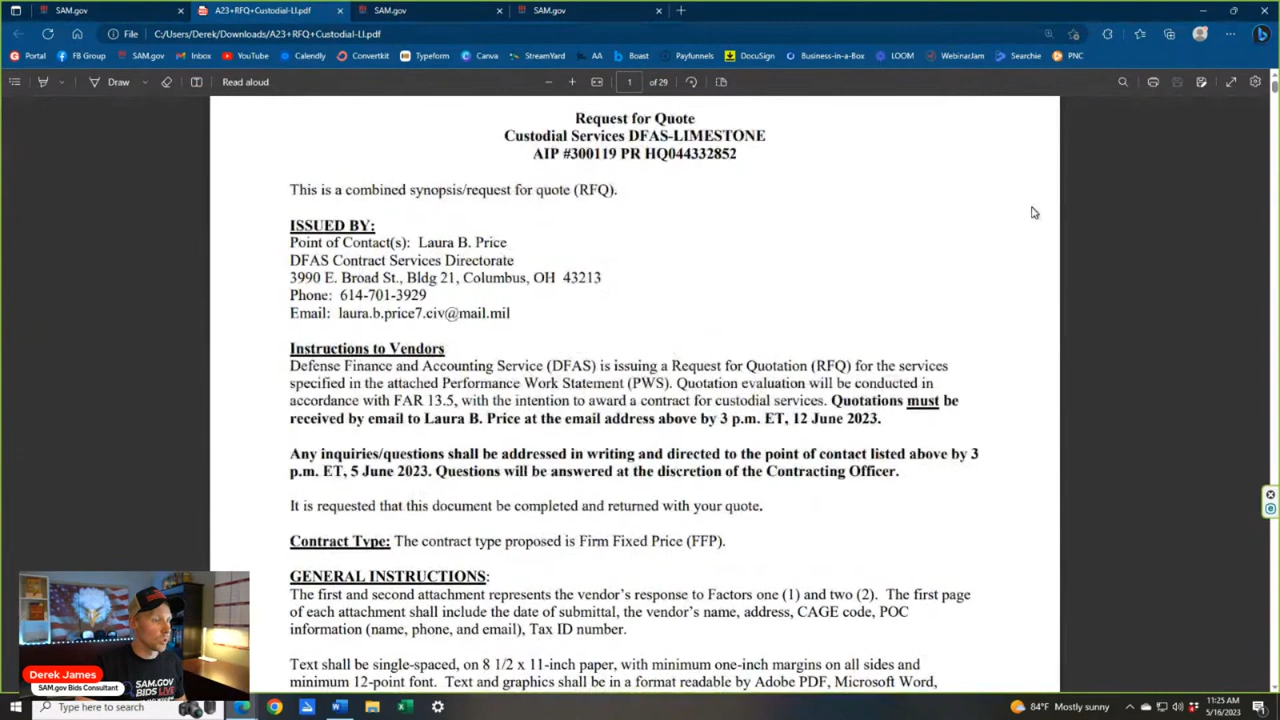 SAM.gov
A23+RFQ+Custodial-LI.pdf
SAM.gov
SAM.gov
File C:/Users/Derek/Downloads/A23+RFQ+Custodial-LI.pdf
Portal FB Group SAM.gov Inbox YouTube Calendly Convertkit Typeform Canva StreamYard AA Boast Payfunnels DocuSign Business-in-a-Box LOOM WebinarJam Searchie PNC
Draw Read aloud 1 of 29
Request for Quote
Custodial Services DFAS-LIMESTONE
AIP #300119 PR HQ044332852
This is a combined synopsis/request for quote (RFQ).
ISSUED BY:
Point of Contact(s): Laura B. Price
DFAS Contract Services Directorate
3990 E. Broad St., Bldg 21, Columbus, OH 43213
Phone: 614-701-3929
Email: laura.b.price7.civ@mail.mil
Instructions to Vendors
Defense Finance and Accounting Service (DFAS) is issuing a Request for Quotation (RFQ) for the services
specified in the attached Performance Work Statement (PWS). Quotation evaluation will be conducted in
accordance with FAR 13.5, with the intention to award a contract for custodial services. Quotations must be
received by email to Laura B. Price at the email address above by 3 p.m. ET, 12 June 2023.
Any inquiries/questions shall be addressed in writing and directed to the point of contact listed above by 3
p.m. ET, 5 June 2023. Questions will be answered at the discretion of the Contracting Officer.
It is requested that this document be completed and returned with your quote.
Contract Type: The contract type proposed is Firm Fixed Price (FFP).
GENERAL INSTRUCTIONS:
The first and second attachment represents the vendor's response to Factors one (1) and two (2). The first page
of each attachment shall include the date of submittal, the vendor's name, address, CAGE code, POC
information (name, phone, and email), Tax ID number.
Text shall be single-spaced, on 8 1/2 x 11-inch paper, with minimum one-inch margins on all sides and
minimum 12-point font. Text and graphics shall be in a format readable by Adobe PDF, Microsoft Word,
SAM.GOV
BIDS LIVE
Derek James
SAM.gov Bids Consultant
Type here to search
84°F Mostly sunny
11:25 AM
5/16/2023
1